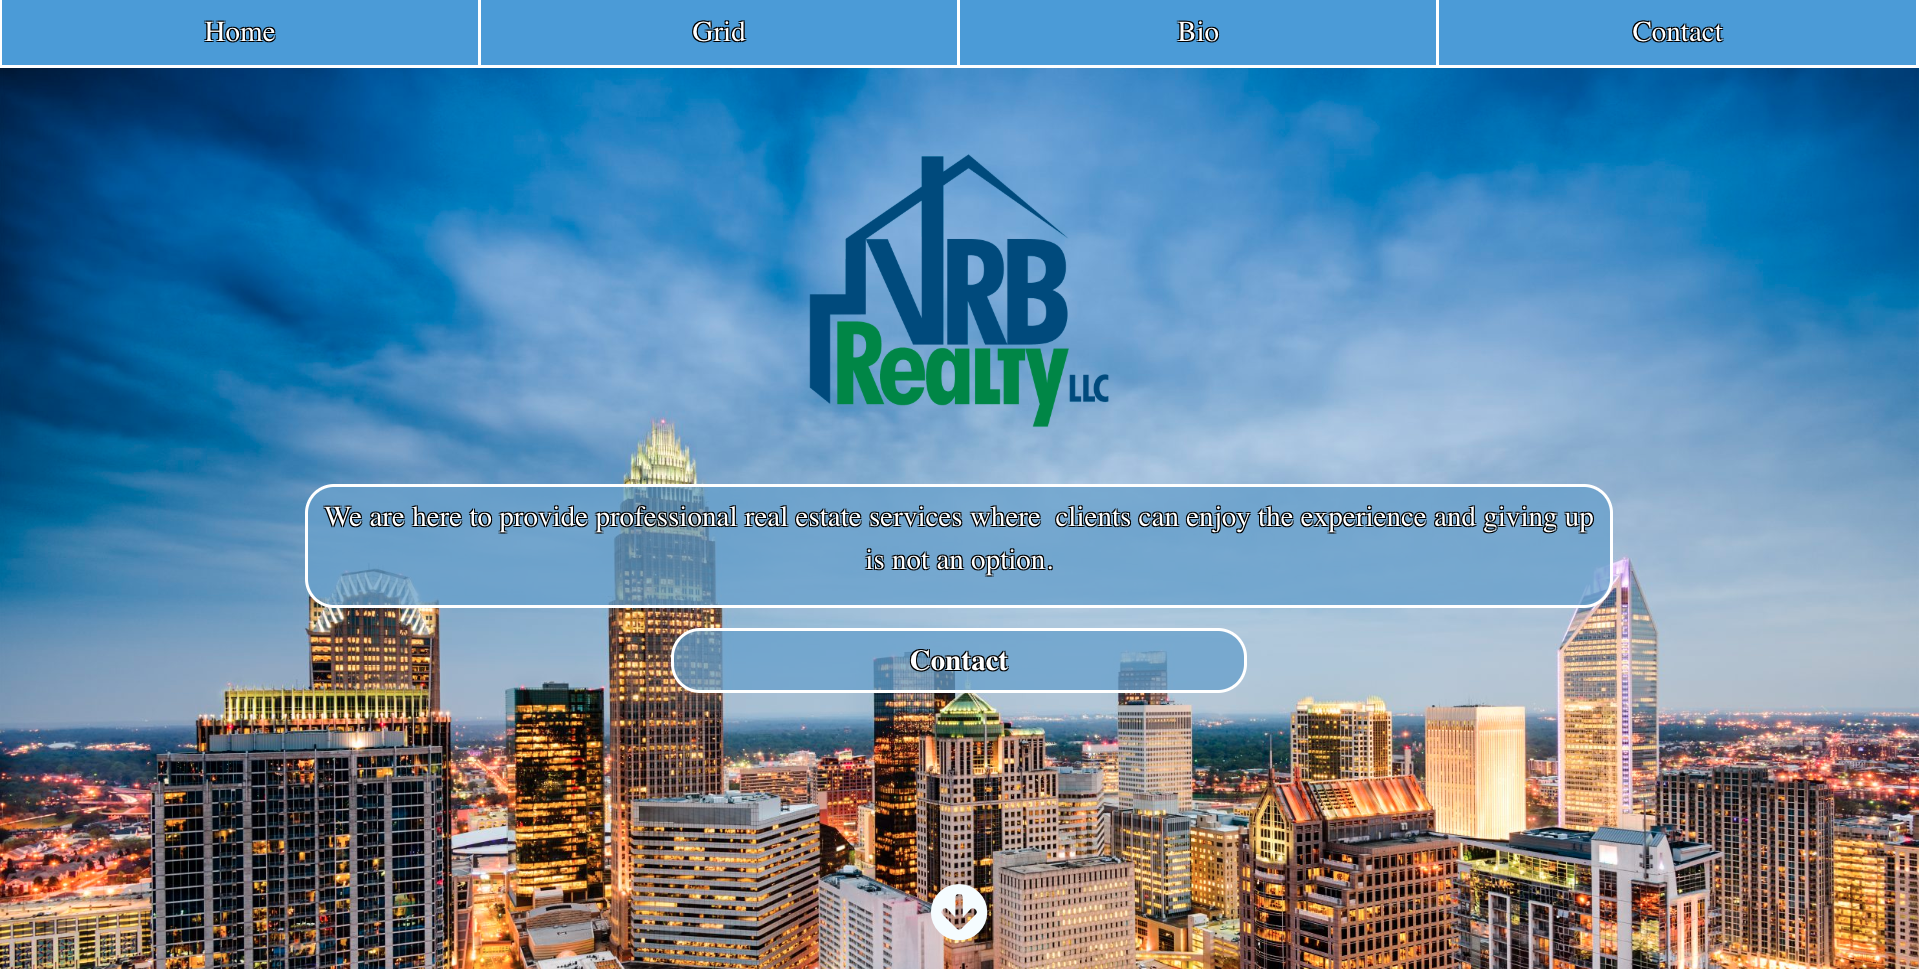 Home
Grid
Bio
Contact
VRB
Realty LLC
We are here to provide professional real estate services where  clients can enjoy the experience and giving up
is not an option.
Contact